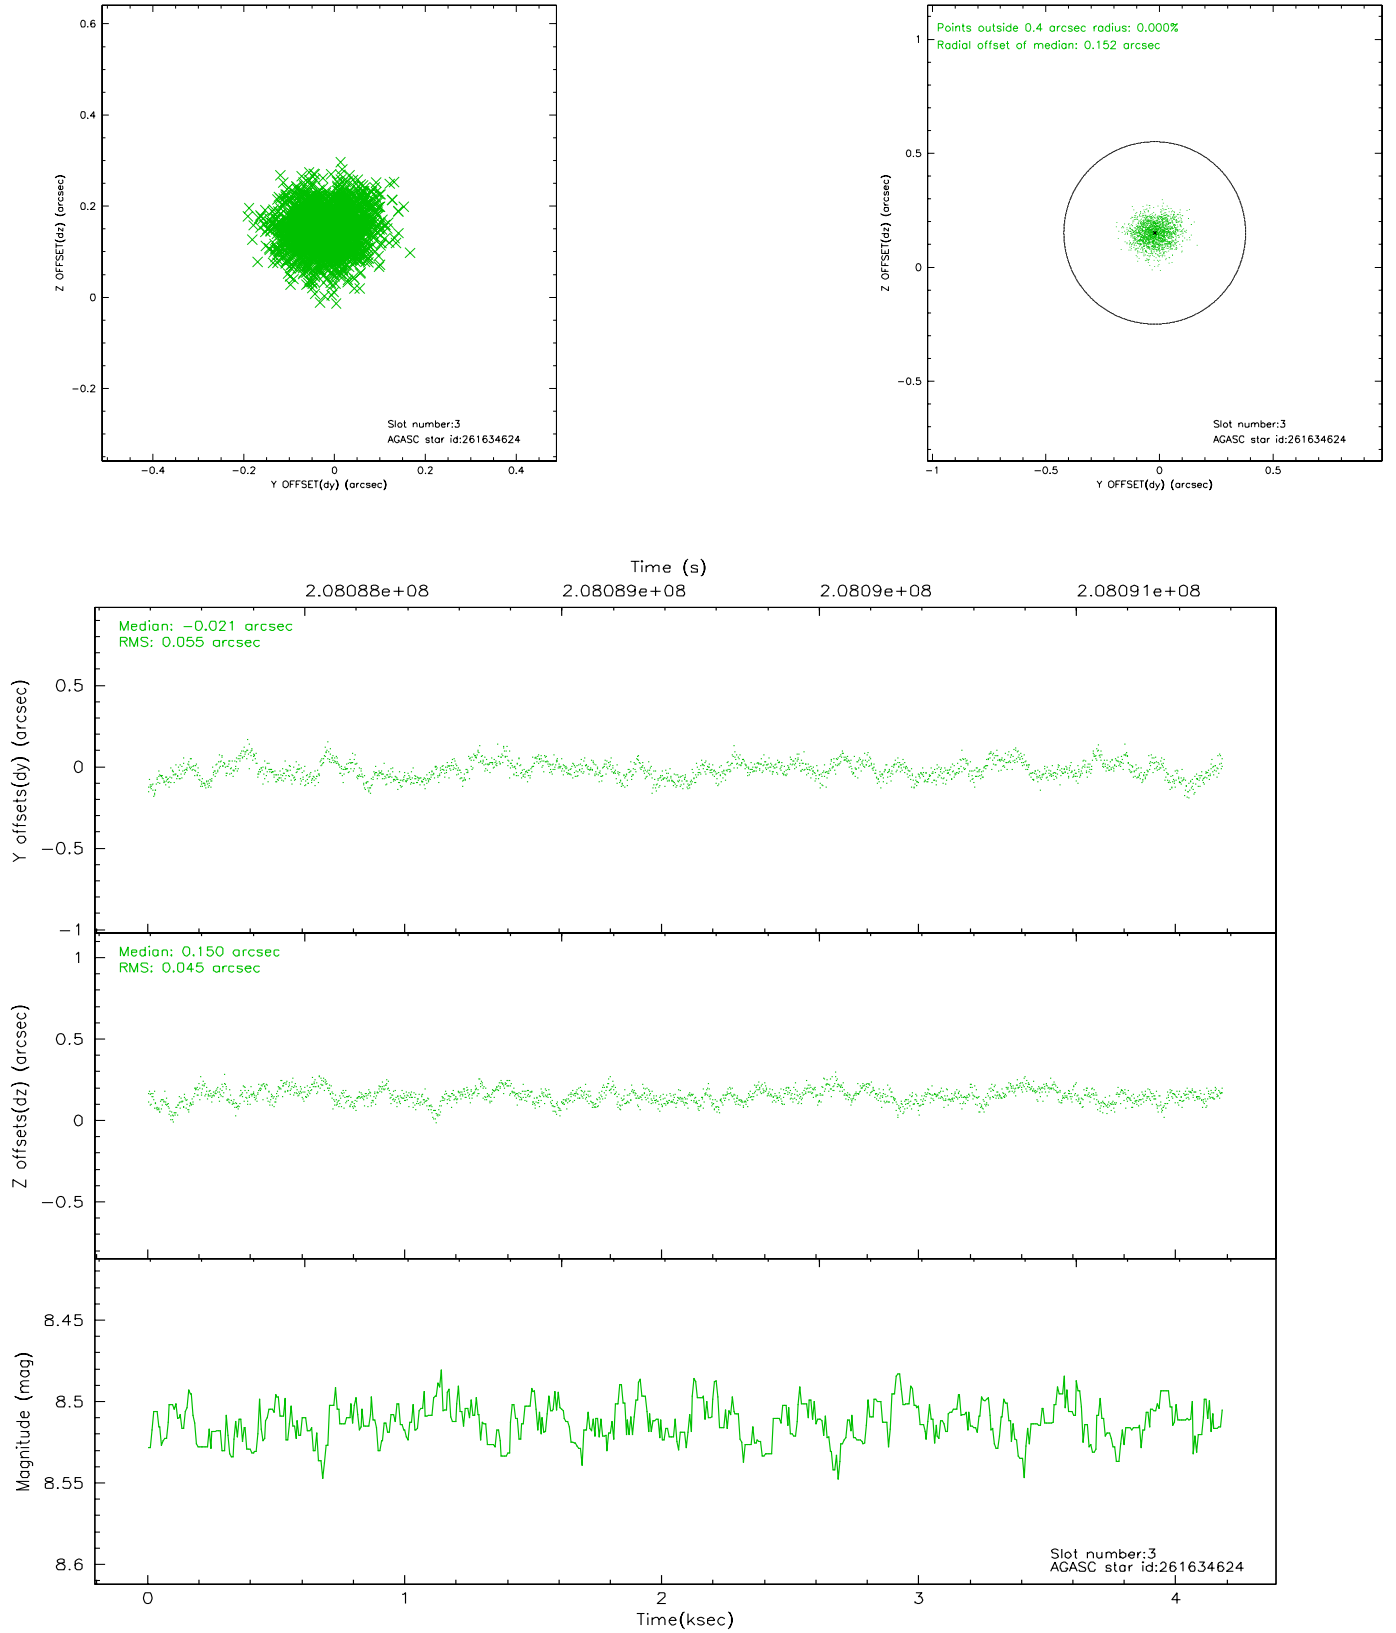 0.6
0.4
0.2
0
−0.2
Z OFFSET(dz) (arcsec)
Slot number:3
AGASC star id:261634624
−0.4
−0.2
0
0.2
0.4
Y OFFSET(dy) (arcsec)
Points outside 0.4 arcsec radius: 0.000%
Radial offset of median: 0.152 arcsec
1
0.5
0
−0.5
Z OFFSET(dz) (arcsec)
Slot number:3
AGASC star id:261634624
−1
−0.5
0
0.5
Y OFFSET(dy) (arcsec)
Time (s)
2.08088e+08
2.08089e+08
2.0809e+08
2.08091e+08
Median: −0.021 arcsec
RMS: 0.055 arcsec
0.5
0
−0.5
−1
Y offsets(dy) (arcsec)
Median: 0.150 arcsec
RMS: 0.045 arcsec
1
0.5
0
−0.5
Z offsets(dz) (arcsec)
8.45
8.5
8.55
8.6
Magnitude (mag)
Slot number:3
AGASC star id:261634624
0
1
2
3
4
Time(ksec)